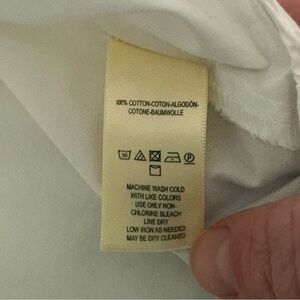 100% COTTON-COTON-ALGODÓN-
COTONE-BAUMWOLLE
30
P
MACHINE WASH COLD
WITH LIKE COLORS
USE ONLY NON-
CHLORINE BLEACH
LINE DRY
LOW IRON AS NEEDED
MAY BE DRY CLEANED